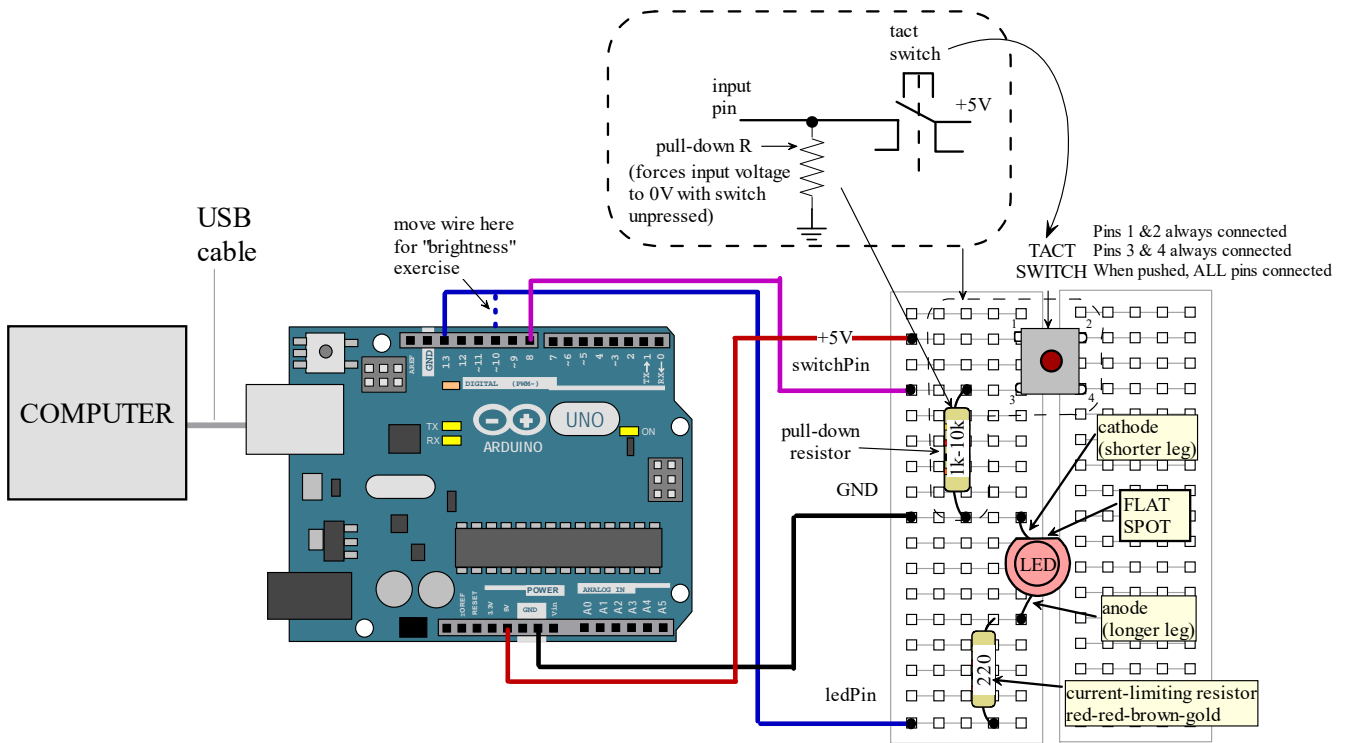 tact
switch
input
pin
+5V
pull-down R
(forces input voltage
to 0V with switch
unpressed)
USB
cable
move wire here
for "brightness"
exercise
TACT
SWITCH
Pins 1 &2 always connected
Pins 3 & 4 always connected
When pushed, ALL pins connected
COMPUTER
AREF
GND
13
12
~11
~10
~9
8
7
~6
~5
4
~3
2
TX→1
RX←0
DIGITAL (PWM~)
TX
RX
ARDUINO
UNO
ON
+5V
switchPin
1
2
3
4
pull-down
resistor
1k-10k
GND
cathode
(shorter leg)
FLAT
SPOT
LED
anode
(longer leg)
220
current-limiting resistor
red-red-brown-gold
ledPin
POWER
ANALOG IN
IOREF
RESET
5V
GND
Vin
A0
A1
A2
A3
A4
A5